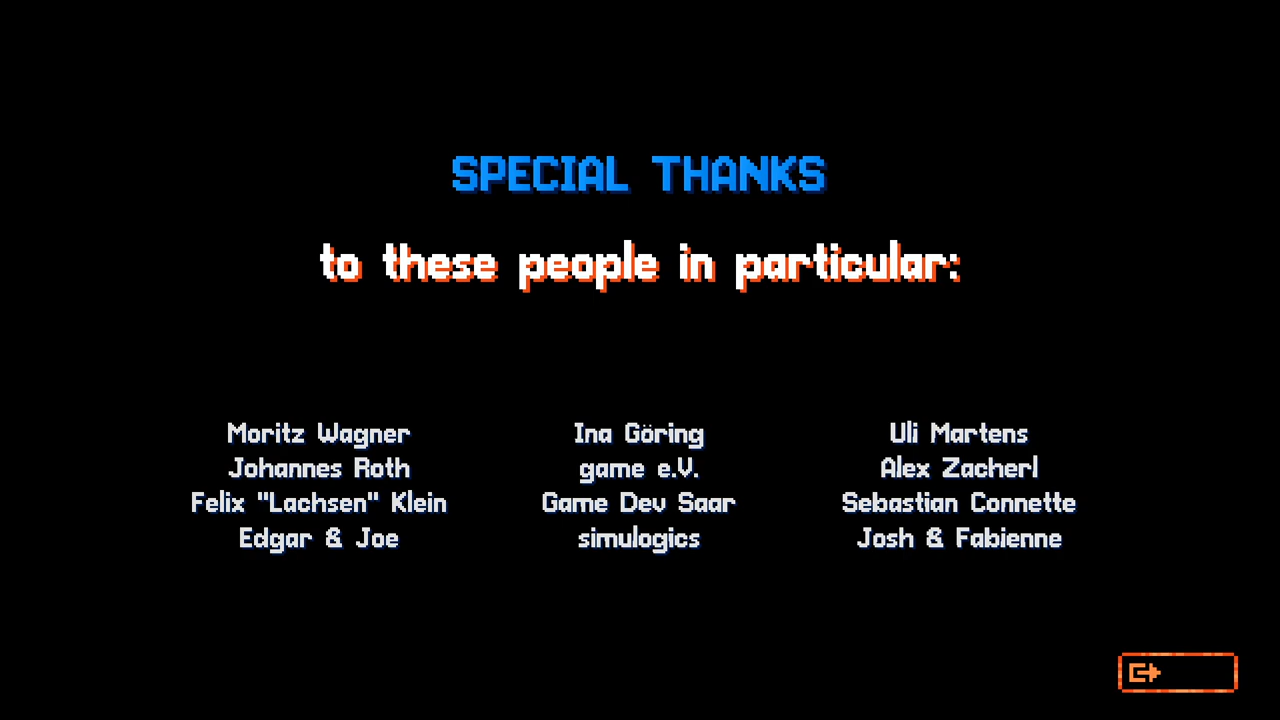 SPECIAL THANKS
to these people in particular:
Moritz Wagner
Johannes Roth
Felix "Lachsen" Klein
Edgar & Joe
Ina Göring
game e.V.
Game Dev Saar
simulogics
Uli Martens
Alex Zacherl
Sebastian Connette
Josh & Fabienne